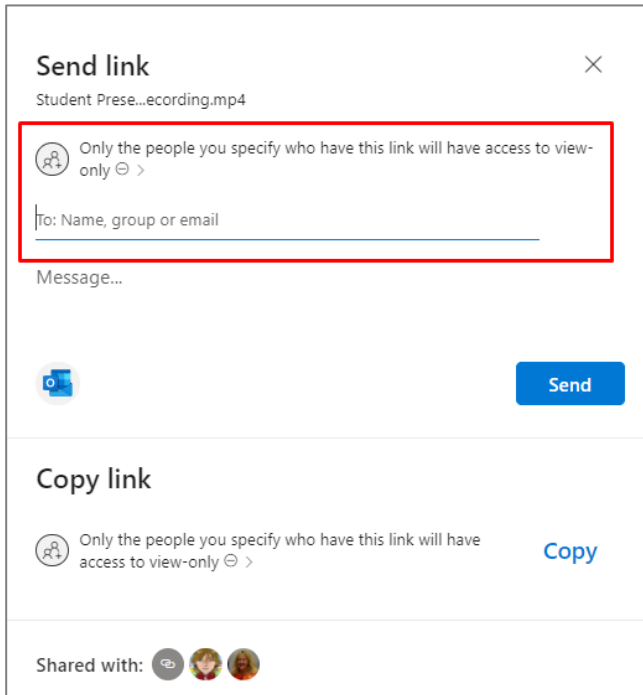 Send link
Student Prese...ecording.mp4
Only the people you specify who have this link will have access to view-
only
To: Name, group or email
Message...
Send
Copy link
Only the people you specify who have this link will have
access to view-only
Copy
Shared with: